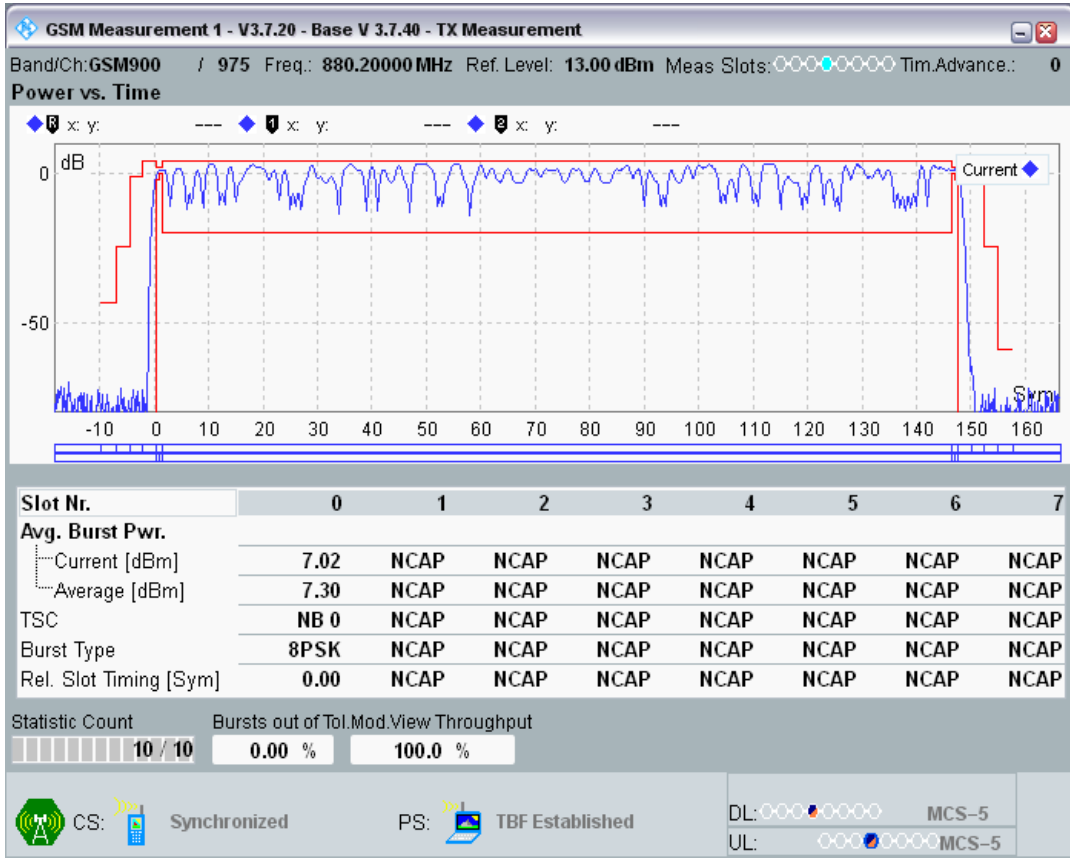 GSM Measurement 1 - V3.7.20 - Base V 3.7.40 - TX Measurement
Band/Ch:GSM900 / 975 Freq.: 880.20000 MHz Ref. Level: 13.00 dBm Meas Slots: Tim.Advance.: 0
Power vs. Time
R x: y: --- 1 x: y: --- 2 x: y: ---
dB
Current
0
-50
Sym
-10 0 10 20 30 40 50 60 70 80 90 100 110 120 130 140 150 160
Slot Nr. 0 1 2 3 4 5 6 7
Avg. Burst Pwr.
Current [dBm] 7.02 NCAP NCAP NCAP NCAP NCAP NCAP NCAP
Average [dBm] 7.30 NCAP NCAP NCAP NCAP NCAP NCAP NCAP
TSC NB 0 NCAP NCAP NCAP NCAP NCAP NCAP NCAP
Burst Type 8PSK NCAP NCAP NCAP NCAP NCAP NCAP NCAP
Rel. Slot Timing [Sym] 0.00 NCAP NCAP NCAP NCAP NCAP NCAP NCAP
Statistic Count Bursts out of Tol.Mod.View Throughput
10 / 10 0.00 % 100.0 %
CS: Synchronized PS: TBF Established
DL: MCS-5
UL: MCS-5